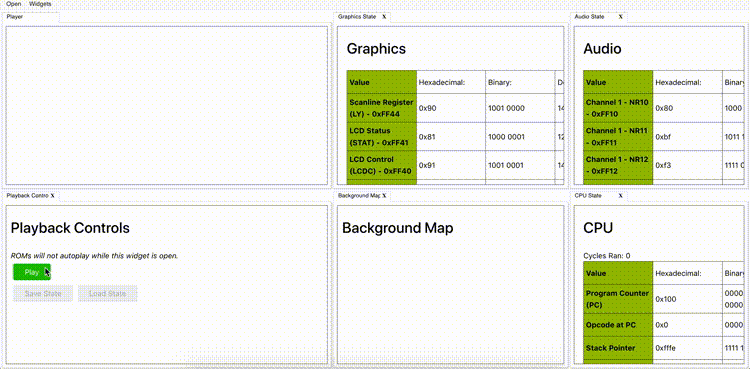 Open Widgets
Player
Graphics State X
Audio State X
Graphics
Value Hexadecimal: Binary: D
Scanline Register (LY) - 0xFF44 0x90 1001 0000 14
LCD Status (STAT) - 0xFF41 0x81 1000 0001 12
LCD Control (LCDC) - 0xFF40 0x91 1001 0001 14
Audio
Value Hexadecimal: Binar
Channel 1 - NR10 - 0xFF10 0x80 1000
Channel 1 - NR11 - 0xFF11 0xbf 1011 1
Channel 1 - NR12 - 0xFF12 0xf3 1111 0
Playback Contro X
Background Map X
CPU State X
Playback Controls
ROMs will not autoplay while this widget is open.
Play
Save State Load State
Background Map
CPU
Cycles Ran: 0
Value Hexadecimal: Binary
Program Counter (PC) 0x100 0000 0000
Opcode at PC 0x0 0000
Stack Pointer 0xfffe 1111 1